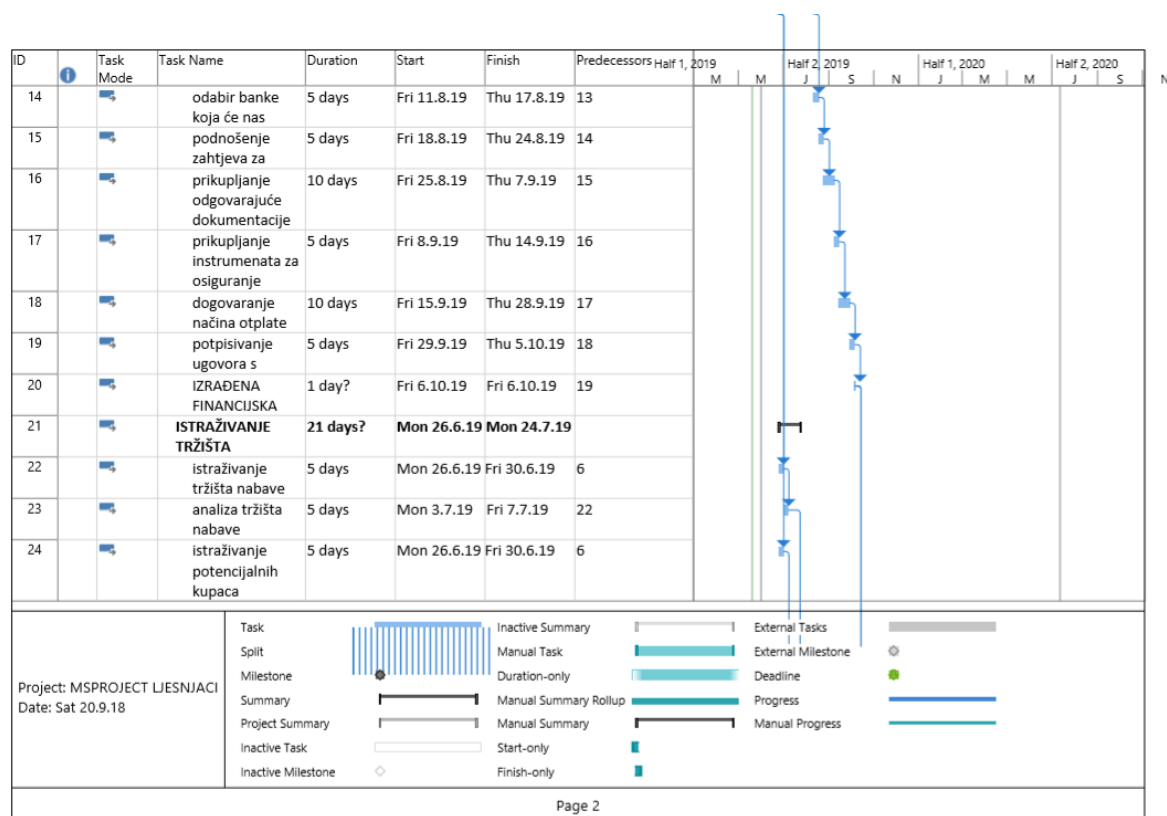 ID Task Mode Task Name Duration Start Finish Predecessors
Half 1, 2019 Half 2, 2019 Half 1, 2020 Half 2, 2020
M M J S N J M M J S N
14 odabir banke koja će nas 5 days Fri 11.8.19 Thu 17.8.19 13
15 podnošenje zahtjeva za 5 days Fri 18.8.19 Thu 24.8.19 14
16 prikupljanje odgovarajuće dokumentacije 10 days Fri 25.8.19 Thu 7.9.19 15
17 prikupljanje instrumenata za osiguranje 5 days Fri 8.9.19 Thu 14.9.19 16
18 dogovaranje načina otplate 10 days Fri 15.9.19 Thu 28.9.19 17
19 potpisivanje ugovora s 5 days Fri 29.9.19 Thu 5.10.19 18
20 IZRAĐENA FINANCIJSKA 1 day? Fri 6.10.19 Fri 6.10.19 19
21 ISTRAŽIVANJE TRŽIŠTA 21 days? Mon 26.6.19 Mon 24.7.19
22 istraživanje tržišta nabave 5 days Mon 26.6.19 Fri 30.6.19 6
23 analiza tržišta nabave 5 days Mon 3.7.19 Fri 7.7.19 22
24 istraživanje potencijalnih kupaca 5 days Mon 26.6.19 Fri 30.6.19 6
Project: MSPROJECT LJESNJACI
Date: Sat 20.9.18
Task
Split
Milestone
Summary
Project Summary
Inactive Task
Inactive Milestone
Inactive Summary
Manual Task
Duration-only
Manual Summary Rollup
Manual Summary
Start-only
Finish-only
External Tasks
External Milestone
Deadline
Progress
Manual Progress
Page 2